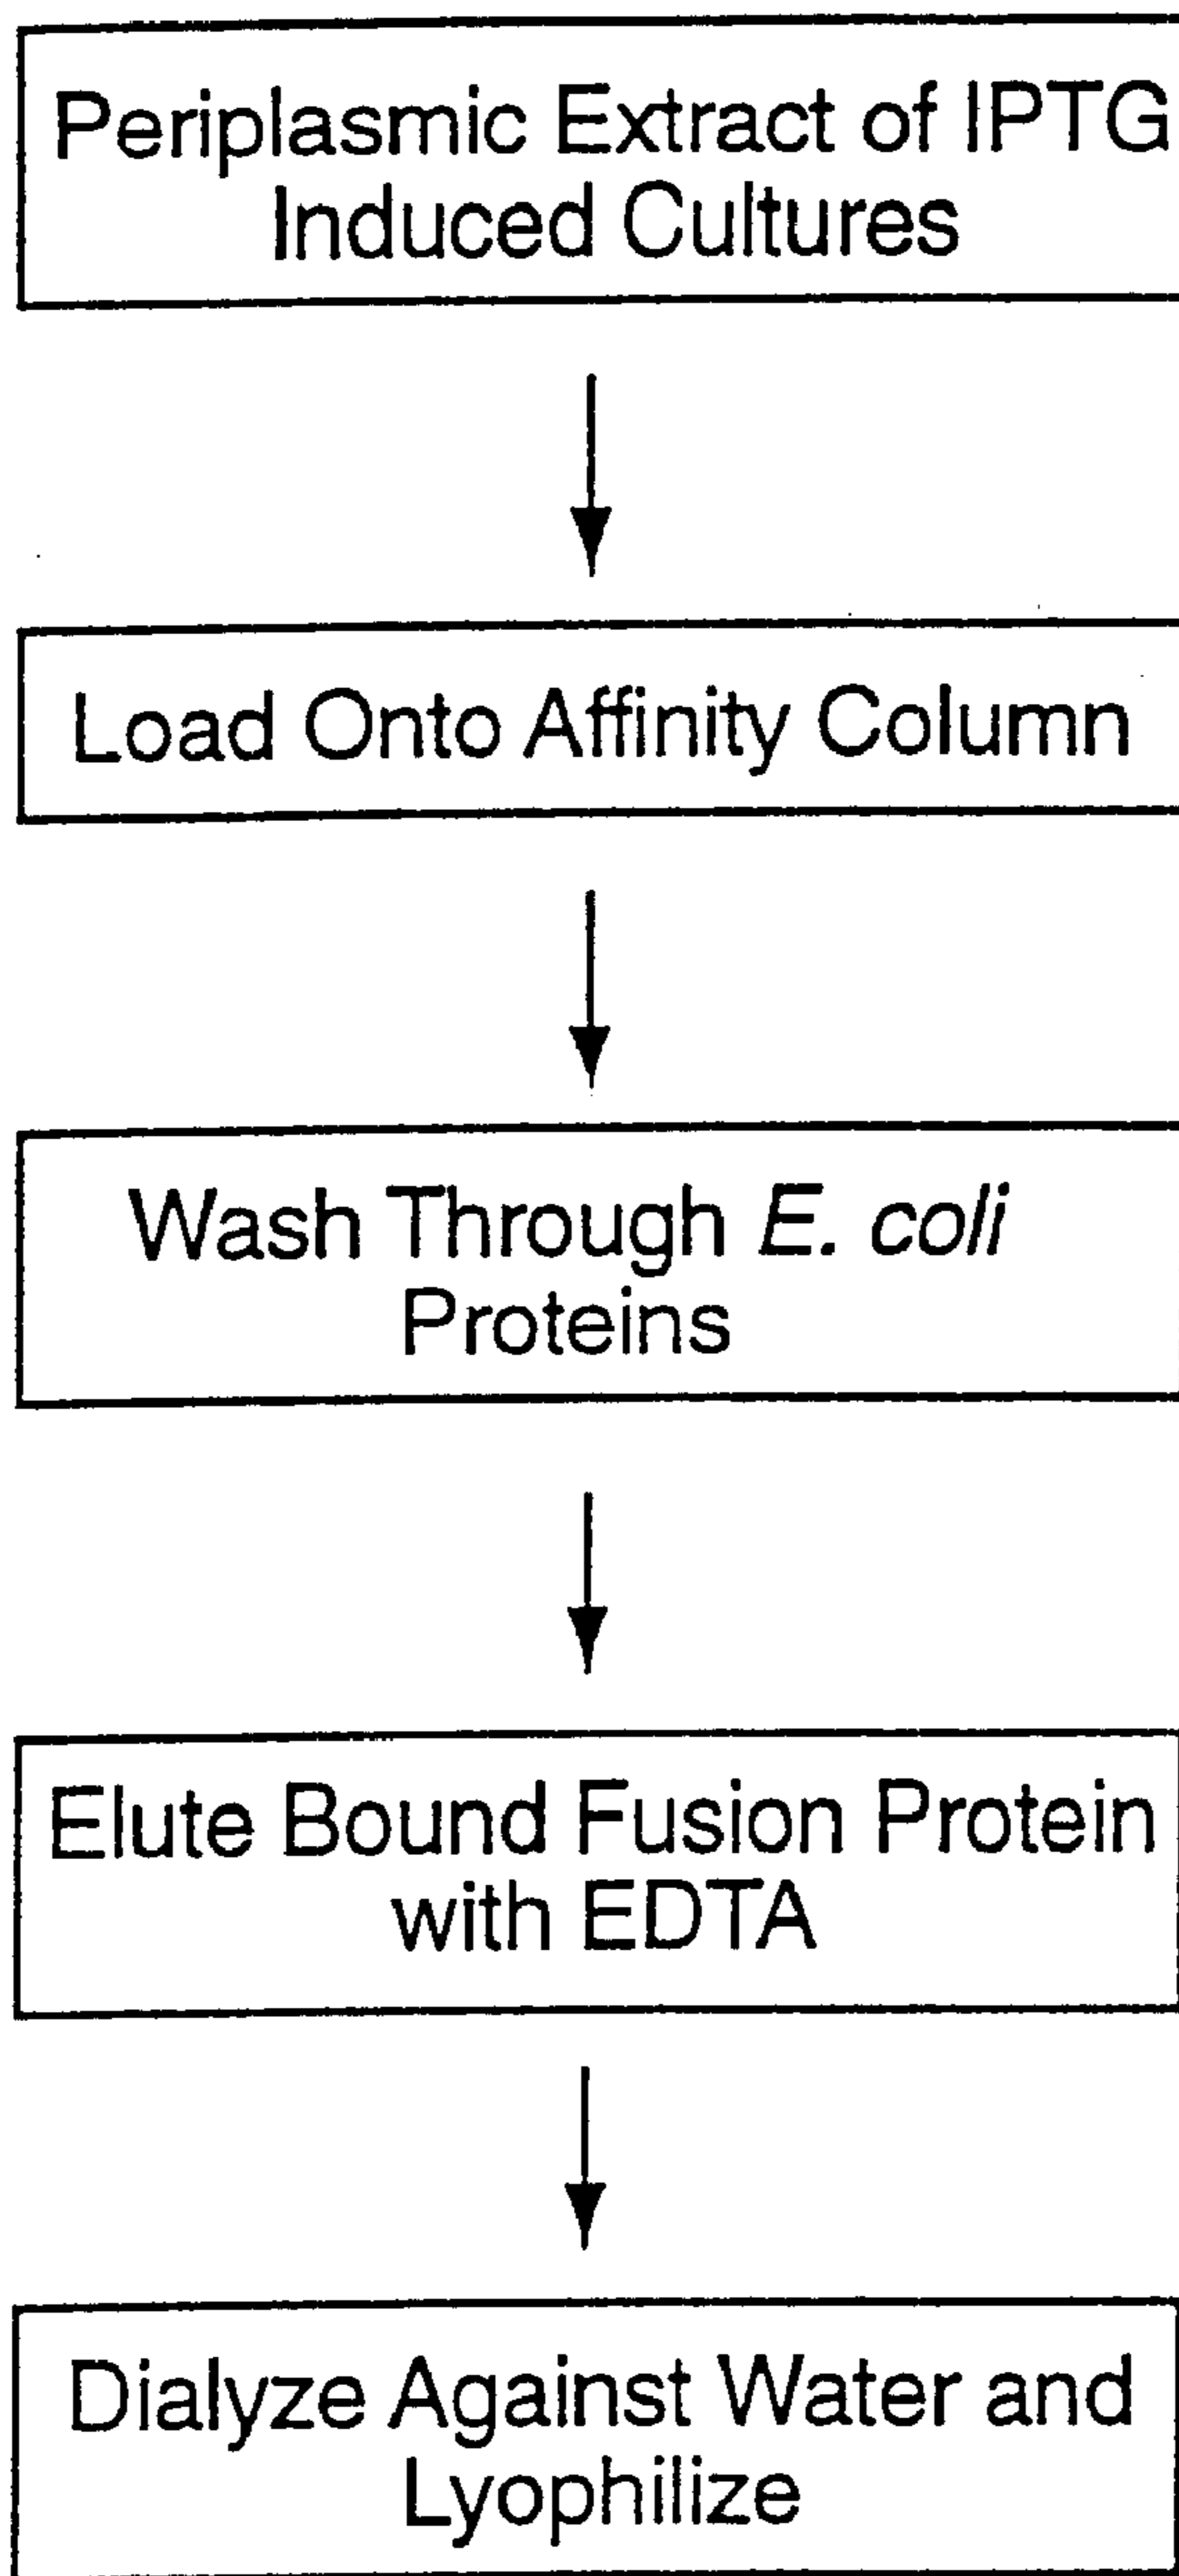 Periplasmic Extract of IPTG
Induced Cultures
Load Onto Affinity Column
Wash Through E. coli
Proteins
Elute Bound Fusion Protein
with EDTA
Dialyze Against Water and
Lyophilize